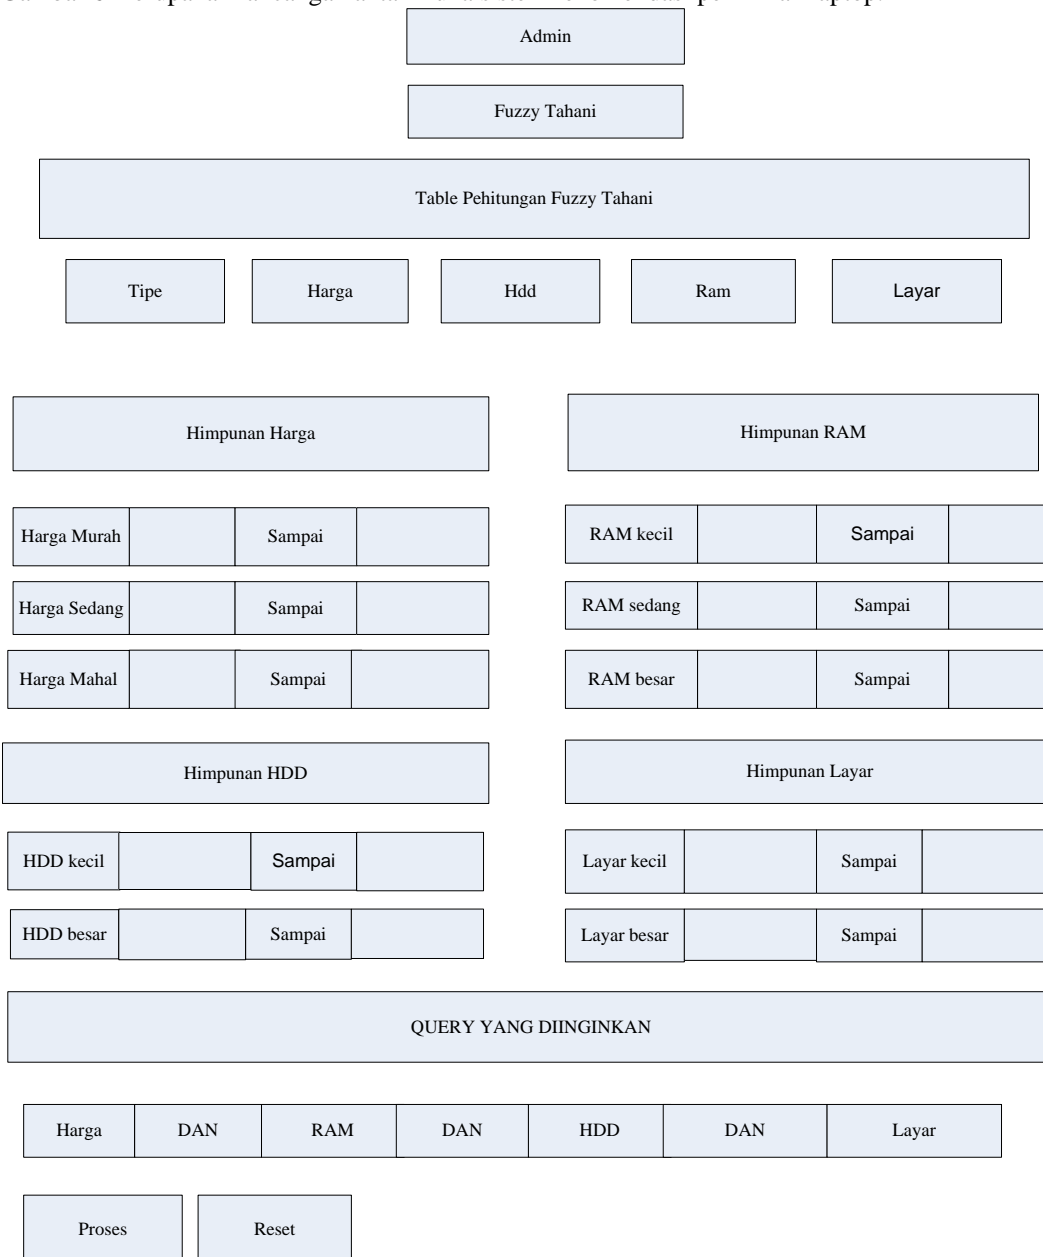 Admin
Fuzzy Tahani
Table Pehitungan Fuzzy Tahani
Tipe Harga Hdd Ram Layar
Himpunan Harga Himpunan RAM
Harga Murah Sampai RAM kecil Sampai
Harga Sedang Sampai RAM sedang Sampai
Harga Mahal Sampai RAM besar Sampai
Himpunan HDD Himpunan Layar
HDD kecil Sampai Layar kecil Sampai
HDD besar Sampai Layar besar Sampai
QUERY YANG DIINGINKAN
Harga DAN RAM DAN HDD DAN Layar
Proses Reset